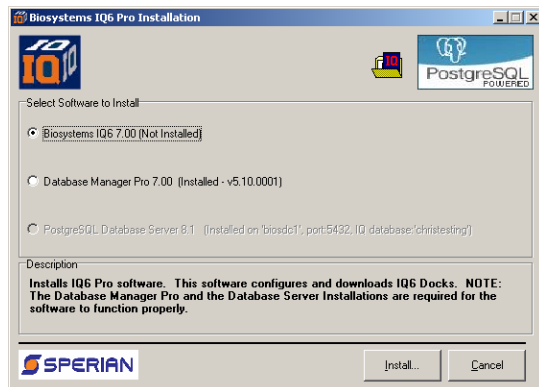 Biosystems IQ6 Pro Installation
IQ
IQ
PostgreSQL
POWERED
Select Software to Install
Biosystems IQ6 7.00 (Not Installed)
Database Manager Pro 7.00 (Installed - v5.10.0001)
PostgreSQL Database Server 8.1 (Installed on 'biosdc1', port:5432, IQ database:'christesting')
Description
Installs IQ6 Pro software. This software configures and downloads IQ6 Docks. NOTE:
The Database Manager Pro and the Database Server Installations are required for the
software to function properly.
SPERIAN
Install...
Cancel